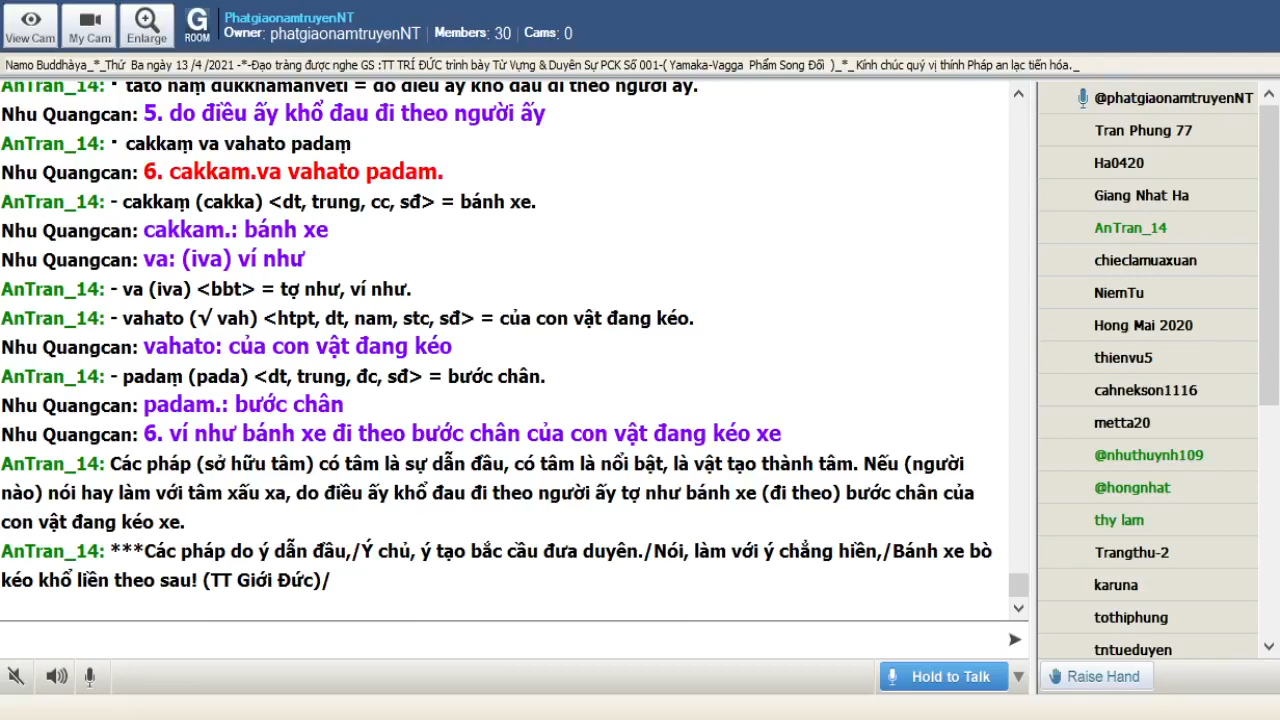 View Cam
My Cam
Enlarge
G
ROOM
PhatgiaonamtruyenNT
Owner: phatgiaonamtruyenNT | Members: 30 | Cams: 0
Namo Buddhàya_*_Thứ Ba ngày 13 /4 /2021 -*-Đạo tràng được nghe GS :TT TRÍ ĐỨC trình bày Từ Vựng & Duyên Sự PCK Số 001-( Yamaka-Vagga Phẩm Song Đối )_*_ Kính chúc quý vị thính Pháp an lạc tiến hóa._
AnTran_14: · tato naṃ dukkhamanveti = do điều ấy khổ đau đi theo người ấy.
Nhu Quangcan: 5. do điều ấy khổ đau đi theo người ấy
AnTran_14: · cakkaṃ va vahato padaṃ
Nhu Quangcan: 6. cakkam.va vahato padam.
AnTran_14: - cakkaṃ (cakka) <dt, trung, cc, sđ> = bánh xe.
Nhu Quangcan: cakkam.: bánh xe
Nhu Quangcan: va: (iva) ví như
AnTran_14: - va (iva) <bbt> = tợ như, ví như.
AnTran_14: - vahato (√ vah) <htpt, dt, nam, stc, sđ> = của con vật đang kéo.
Nhu Quangcan: vahato: của con vật đang kéo
AnTran_14: - padaṃ (pada) <dt, trung, đc, sđ> = bước chân.
Nhu Quangcan: padam.: bước chân
Nhu Quangcan: 6. ví như bánh xe đi theo bước chân của con vật đang kéo xe
AnTran_14: Các pháp (sở hữu tâm) có tâm là sự dẫn đầu, có tâm là nổi bật, là vật tạo thành tâm. Nếu (người
nào) nói hay làm với tâm xấu xa, do điều ấy khổ đau đi theo người ấy tợ như bánh xe (đi theo) bước chân của
con vật đang kéo xe.
AnTran_14: ***Các pháp do ý dẫn đầu,/Ý chủ, ý tạo bắc cầu đưa duyên./Nói, làm với ý chẳng hiền,/Bánh xe bò
kéo khổ liền theo sau! (TT Giới Đức)/
@phatgiaonamtruyenNT
Tran Phung 77
Ha0420
Giang Nhat Ha
AnTran_14
chieclamuaxuan
NiemTu
Hong Mai 2020
thienvu5
cahnekson1116
metta20
@nhuthuynh109
@hongnhat
thy lam
Trangthu-2
karuna
tothiphung
tntueduyen
Hold to Talk
Raise Hand